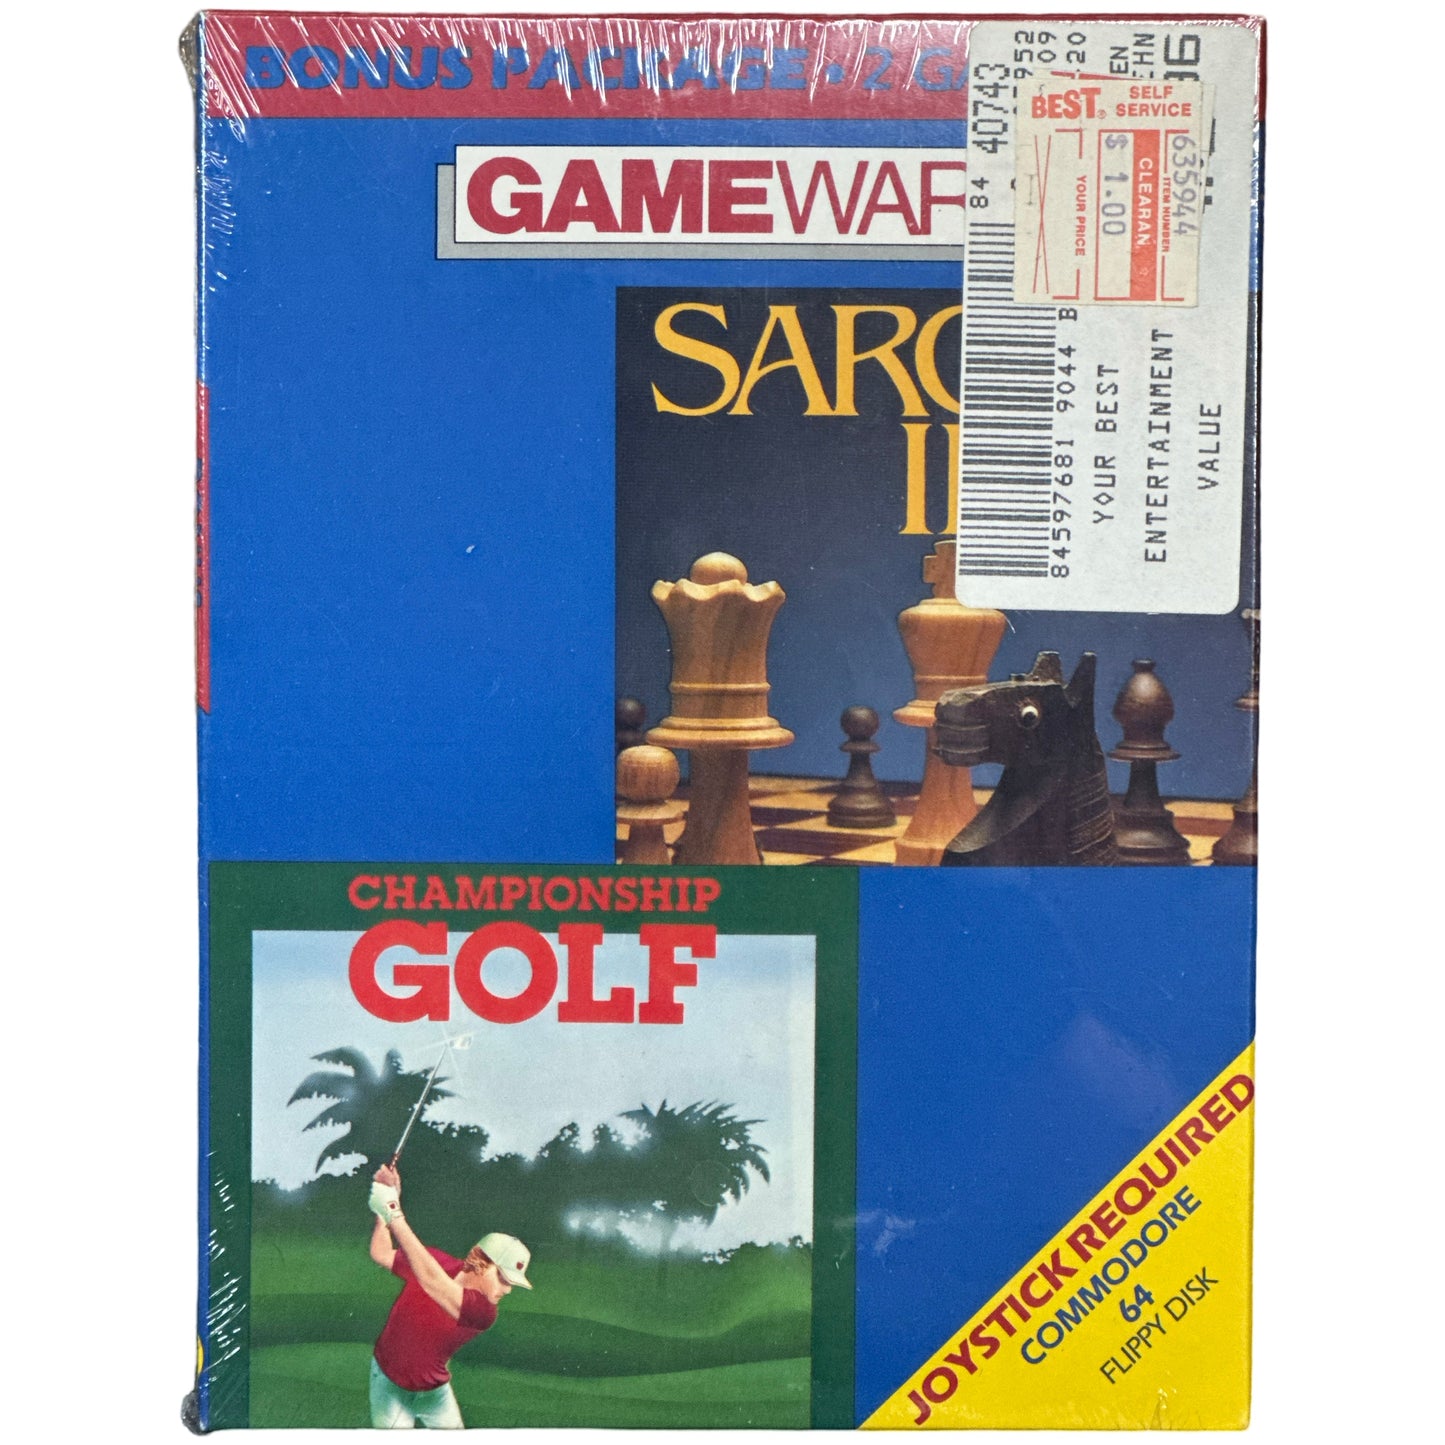 BONUS PACKAGE • 2 GA
GAMEWAR
SARG
II
CHAMPIONSHIP
GOLF
JOYSTICK REQUIRED
COMMODORE
64
FLIPPY DISK
BEST® SELF
SERVICE
635944
ITEM NUMBER
CLEARAN
$ 1.00
YOUR PRICE
84 40743
84597681 9044 B
YOUR BEST
ENTERTAINMENT
VALUE